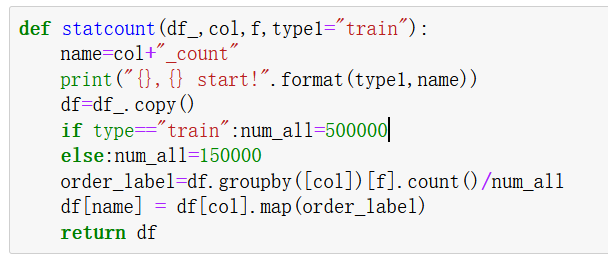 def statcount(df_,col,f,type1="train"):
    name=col+"_count"
    print("{},{} start!".format(type1,name))
    df=df_.copy()
    if type=="train":num_all=500000
    else:num_all=150000
    order_label=df.groupby([col])[f].count()/num_all
    df[name] = df[col].map(order_label)
    return df